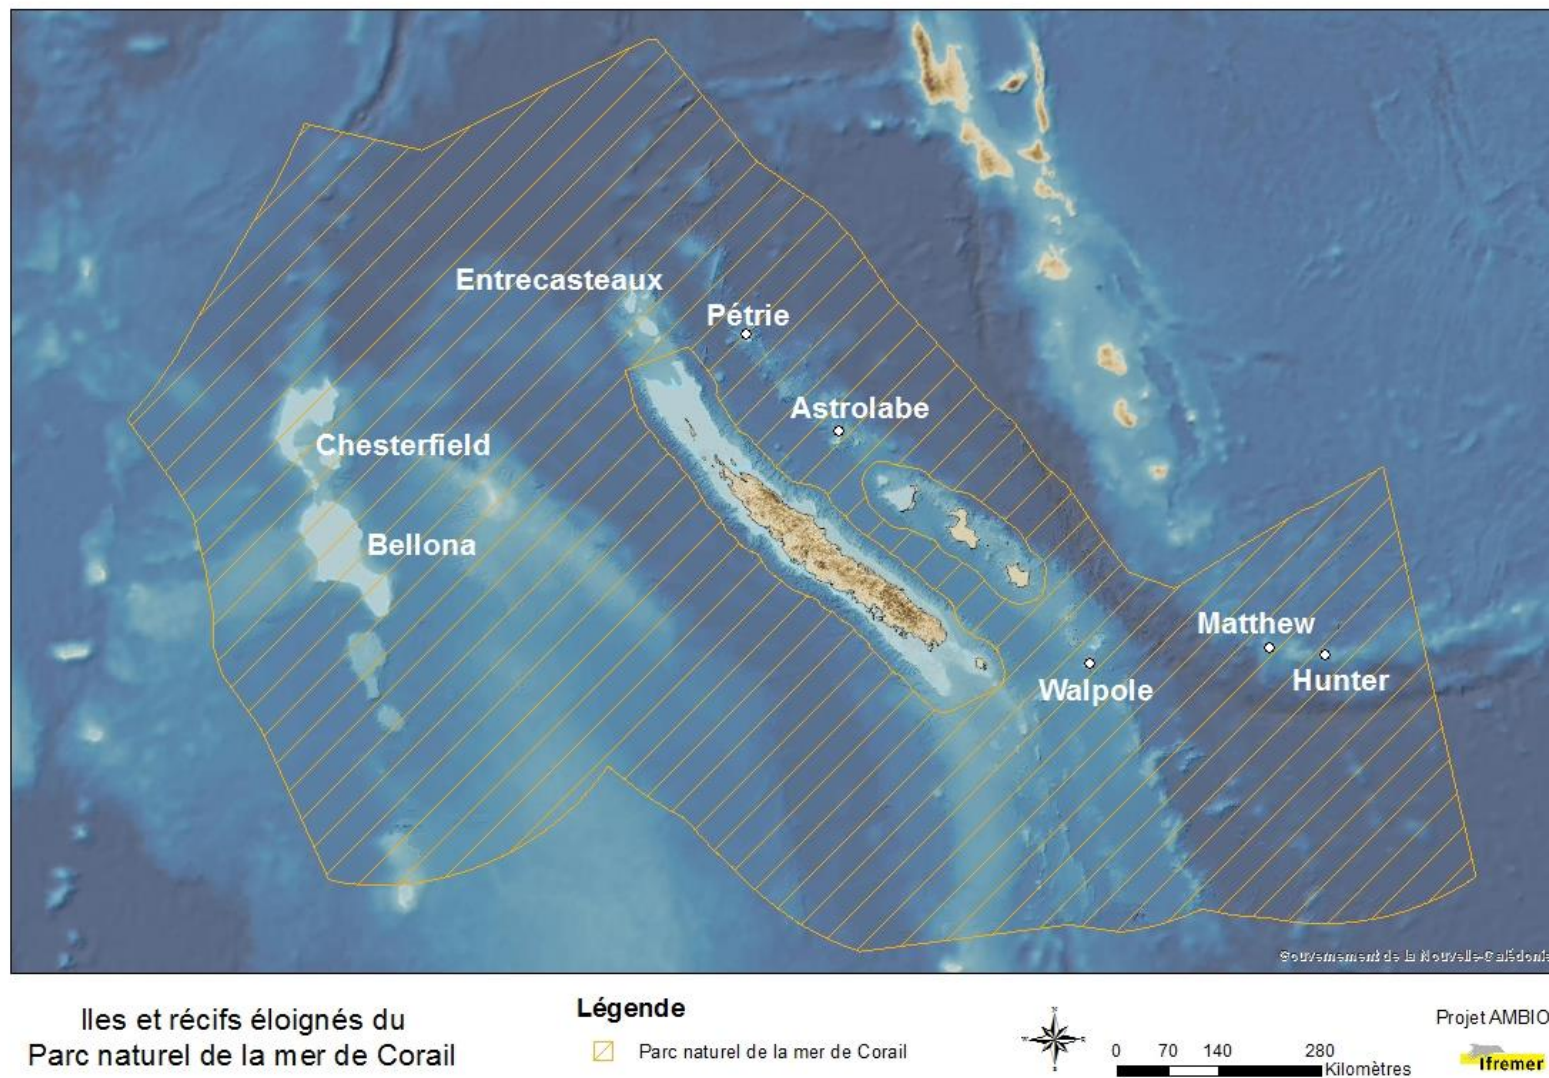 Entrecasteaux
Pétrie
Astrolabe
Chesterfield
Bellona
Matthew
Hunter
Walpole
Gouvernement de la Nouvelle-Calédonie
Iles et récifs éloignés du
Parc naturel de la mer de Corail
Légende
Parc naturel de la mer de Corail
N
W E
S
0 70 140 280
Kilomètres
Projet AMBIO
Ifremer